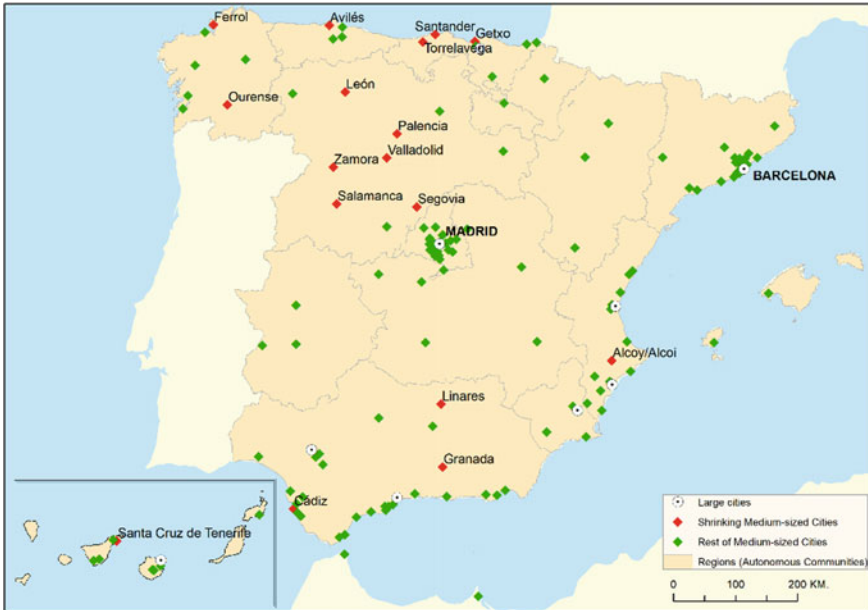 Ferrol
Avilés
Santander
Getxo
Torrelavega
León
Ourense
Palencia
Valladolid
Zamora
Salamanca
Segovia
BARCELONA
MADRID
Alcoy/Alcoi
Linares
Granada
Cádiz
Santa Cruz de Tenerife
Large cities
Shrinking Medium-sized Cities
Rest of Medium-sized Cities
Regions (Autonomous Communities)
0 100 200 KM.